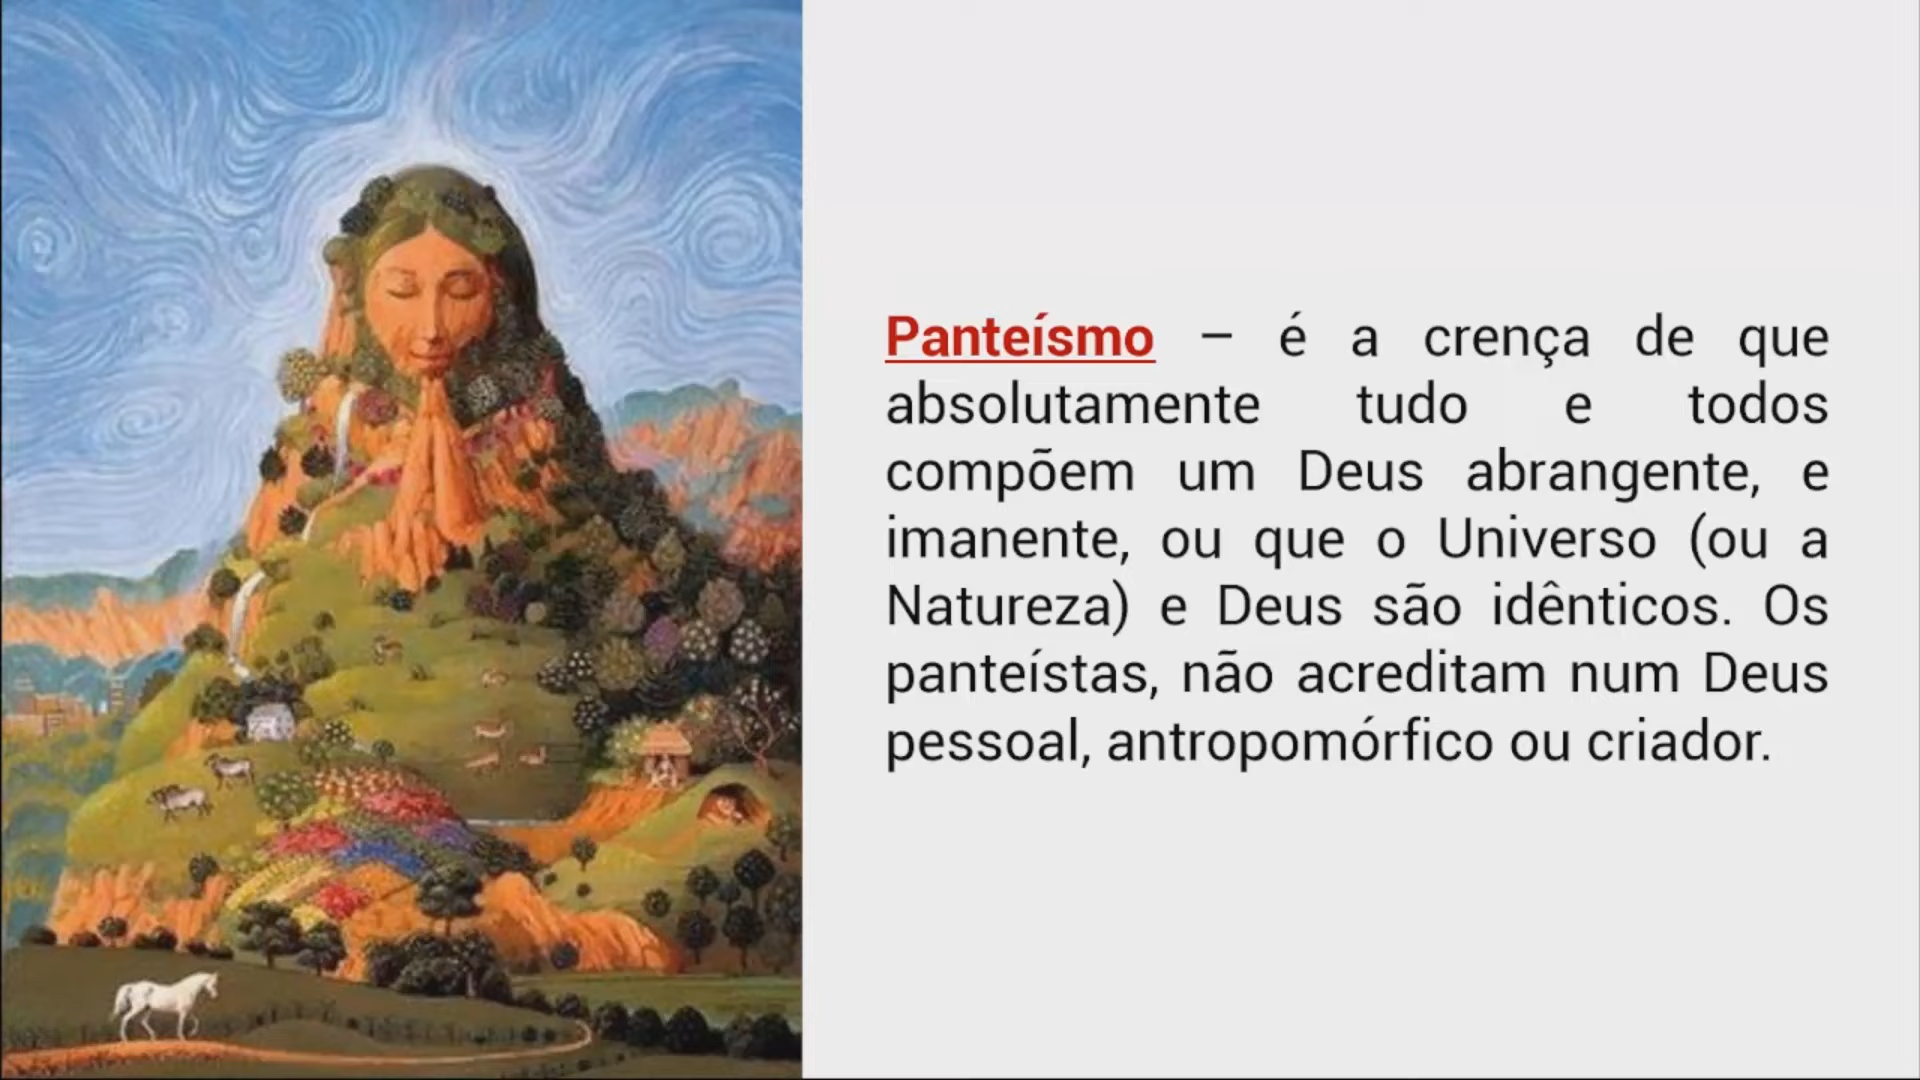 Panteísmo – é a crença de que
absolutamente tudo e todos
compõem um Deus abrangente, e
imanente, ou que o Universo (ou a
Natureza) e Deus são idênticos. Os
panteístas, não acreditam num Deus
pessoal, antropomórfico ou criador.